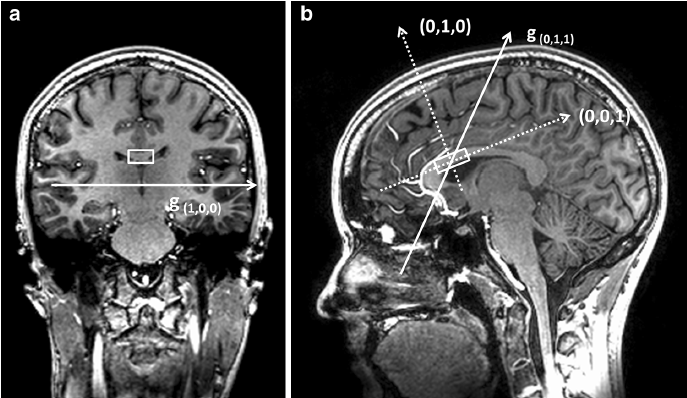 a
g (1,0,0)
b
(0,1,0)
g (0,1,1)
(0,0,1)